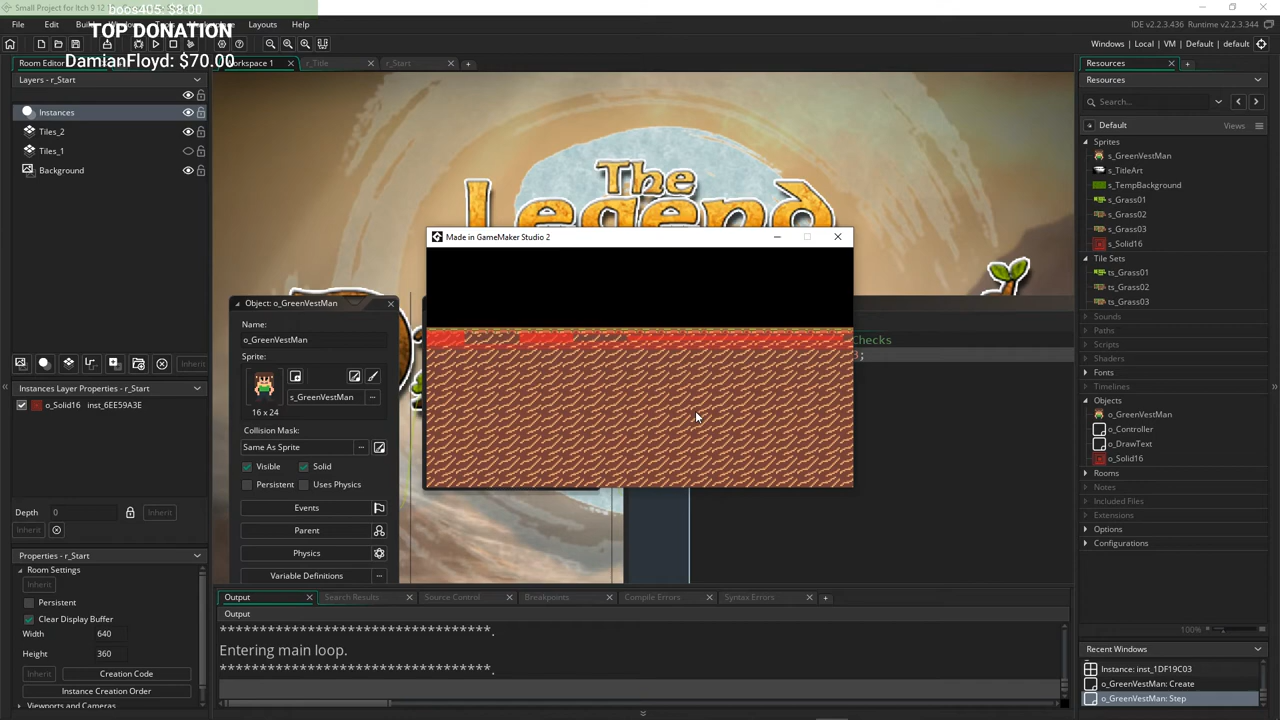 Small Project for Itch 9 12
boos405: $8.00
TOP DONATION
DamianFloyd: $70.00
File Edit Layouts Help
IDE v2.2.3.436 Runtime v2.2.3.344
Windows | Local | VM | Default | default
Room Editor
Workspace 1
r_Title
r_Start
Resources
Layers - r_Start
Resources
Instances
Search...
Tiles_2
Default
Views
Tiles_1
Sprites
Background
s_GreenVestMan
s_TitleArt
s_TempBackground
s_Grass01
s_Grass02
s_Grass03
s_Solid16
Tile Sets
ts_Grass01
ts_Grass02
ts_Grass03
Sounds
Paths
Scripts
Shaders
Fonts
Timelines
Objects
o_GreenVestMan
o_Controller
o_DrawText
o_Solid16
Rooms
Notes
Included Files
Extensions
Options
Configurations
The
Legend
Made in GameMaker Studio 2
Object: o_GreenVestMan
Name:
o_GreenVestMan
Checks
Sprite:
s_GreenVestMan
16 x 24
Collision Mask:
Same As Sprite
Visible
Solid
Persistent
Uses Physics
Events
Parent
Physics
Variable Definitions
Inherit
Instances Layer Properties - r_Start
o_Solid16 inst_6EE59A3E
Depth 0 Inherit
Inherit
Properties - r_Start
Room Settings
Inherit
Persistent
Clear Display Buffer
Width 640
Height 360
Inherit
Creation Code
Instance Creation Order
Viewports and Cameras
Output
Search Results
Source Control
Breakpoints
Compile Errors
Syntax Errors
Output
***********************************.
Entering main loop.
***********************************.
100%
Recent Windows
Instance: inst_1DF19C03
o_GreenVestMan: Create
o_GreenVestMan: Step